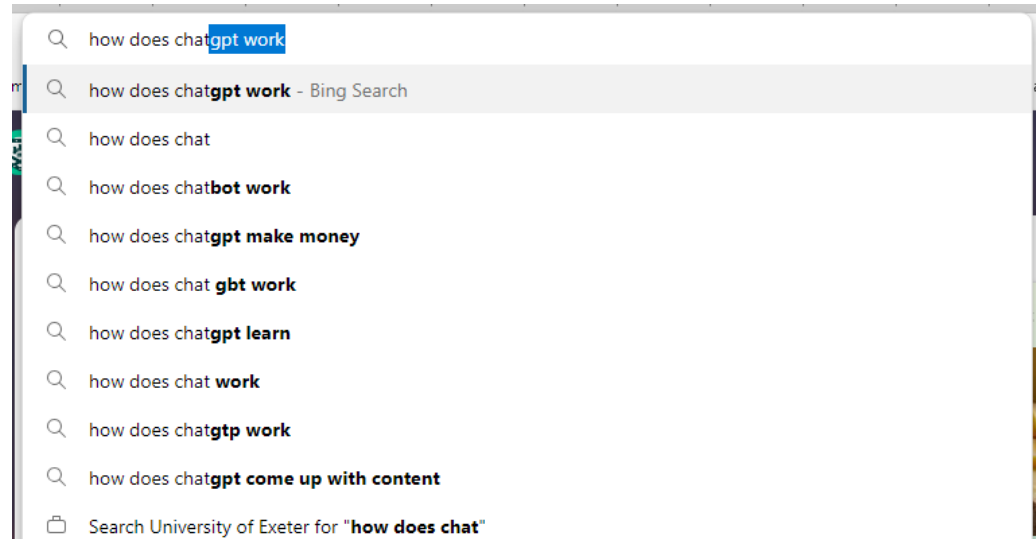 how does chatgpt work
how does chatgpt work - Bing Search
how does chat
how does chatbot work
how does chatgpt make money
how does chat gbt work
how does chatgpt learn
how does chat work
how does chatgtp work
how does chatgpt come up with content
Search University of Exeter for "how does chat"